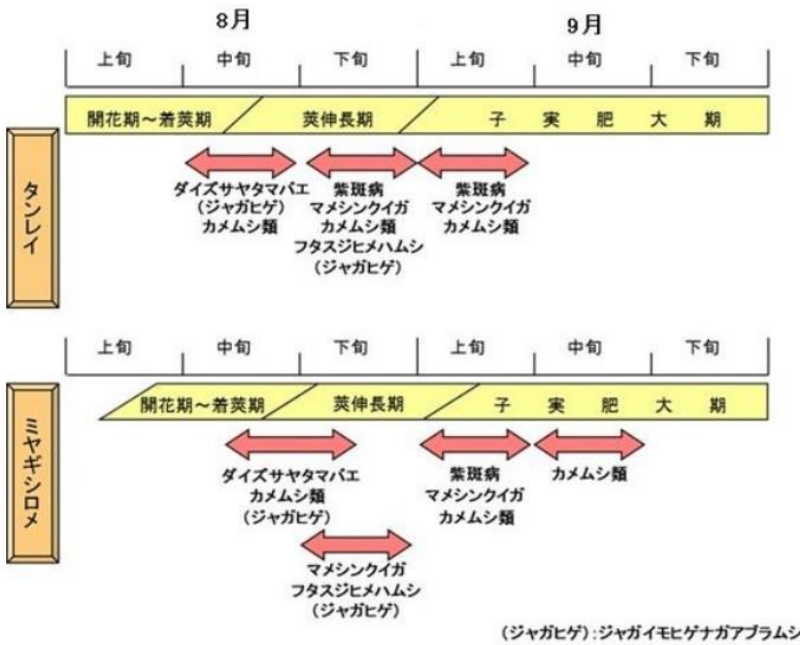 8月
9月
上旬 中旬 下旬 上旬 中旬 下旬
開花期～着莢期 莢伸長期 子実肥大期
タンレイ
ダイズサヤタマバエ
（ジャガヒゲ）
カメムシ類
紫斑病
マメシンクイガ
カメムシ類
フタスジヒメハムシ
（ジャガヒゲ）
紫斑病
マメシンクイガ
カメムシ類
上旬 中旬 下旬 上旬 中旬 下旬
開花期～着莢期 莢伸長期 子実肥大期
ミヤギシロメ
ダイズサヤタマバエ
カメムシ類
（ジャガヒゲ）
マメシンクイガ
フタスジヒメハムシ
（ジャガヒゲ）
紫斑病
マメシンクイガ
カメムシ類
カメムシ類
（ジャガヒゲ）：ジャガイモヒゲナガアブラムシ